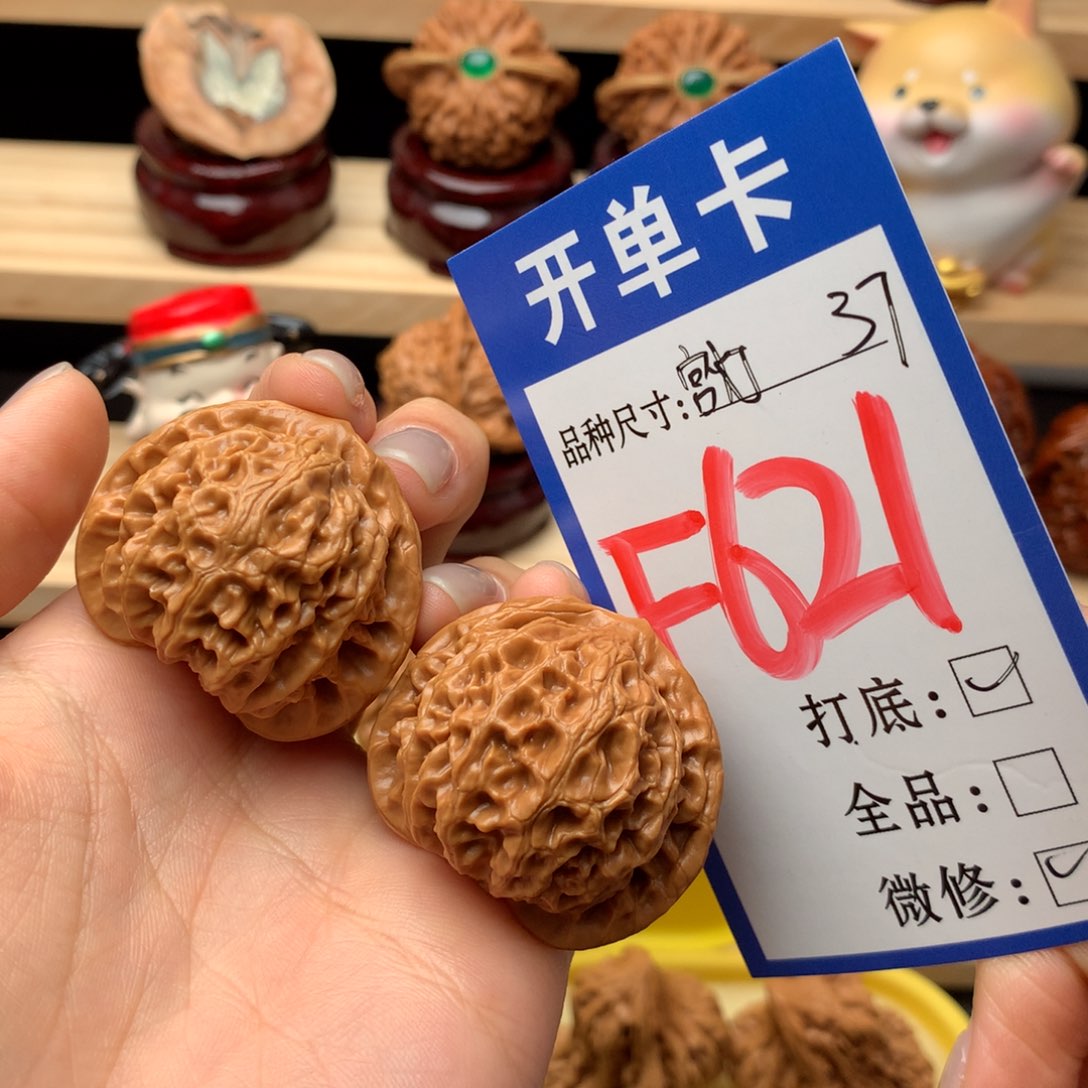 开单卡
品种尺寸: 37
F621
打底: ✓
全品: □
微修: ✓